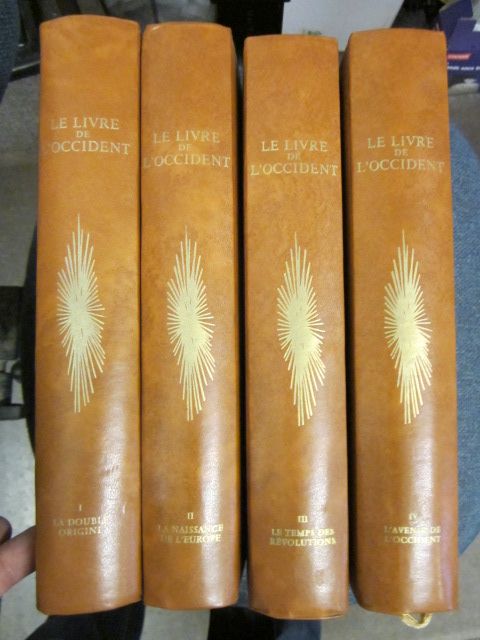 LE LIVRE
DE
L'OCCIDENT
I
LA DOUBLE
ORIGINE
LE LIVRE
DE
L'OCCIDENT
II
LA NAISSANCE
DE L'EUROPE
LE LIVRE
DE
L'OCCIDENT
III
LE TEMPS DES
RÉVOLUTIONS
LE LIVRE
DE
L'OCCIDENT
IV
L'AVENIR DE
L'OCCIDENT